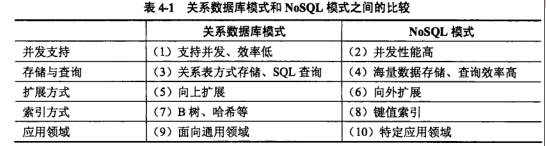 表 4-1 关系数据库模式和 NoSQL 模式之间的比较
关系数据库模式 NoSQL 模式
并发支持 （1）支持并发、效率低 （2）并发性能高
存储与查询 （3）关系表方式存储、SQL 查询 （4）海量数据存储、查询效率高
扩展方式 （5）向上扩展 （6）向外扩展
索引方式 （7）B 树、哈希等 （8）键值索引
应用领域 （9）面向通用领域 （10）特定应用领域